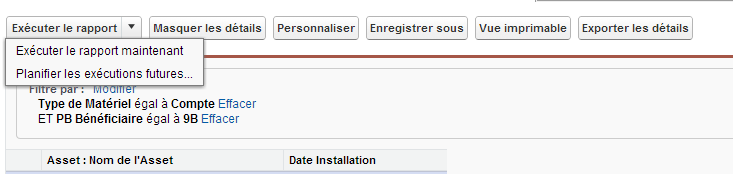 Exécuter le rapport Masquer les détails Personnaliser Enregistrer sous Vue imprimable Exporter les détails
Exécuter le rapport maintenant
Planifier les exécutions futures...
Filtré par : Modifier
Type de Matériel égal à Compte Effacer
ET PB Bénéficiaire égal à 9B Effacer
Asset : Nom de l'Asset Date Installation